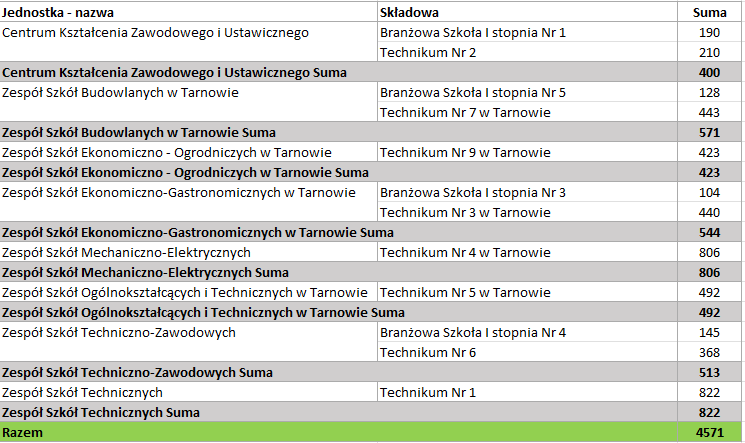 Jednostka - nazwa Składowa Suma
Centrum Kształcenia Zawodowego i Ustawicznego Branżowa Szkoła I stopnia Nr 1 190
Technikum Nr 2 210
Centrum Kształcenia Zawodowego i Ustawicznego Suma 400
Zespół Szkół Budowlanych w Tarnowie Branżowa Szkoła I stopnia Nr 5 128
Technikum Nr 7 w Tarnowie 443
Zespół Szkół Budowlanych w Tarnowie Suma 571
Zespół Szkół Ekonomiczno - Ogrodniczych w Tarnowie Technikum Nr 9 w Tarnowie 423
Zespół Szkół Ekonomiczno - Ogrodniczych w Tarnowie Suma 423
Zespół Szkół Ekonomiczno-Gastronomicznych w Tarnowie Branżowa Szkoła I stopnia Nr 3 104
Technikum Nr 3 w Tarnowie 440
Zespół Szkół Ekonomiczno-Gastronomicznych w Tarnowie Suma 544
Zespół Szkół Mechaniczno-Elektrycznych Technikum Nr 4 w Tarnowie 806
Zespół Szkół Mechaniczno-Elektrycznych Suma 806
Zespół Szkół Ogólnokształcących i Technicznych w Tarnowie Technikum Nr 5 w Tarnowie 492
Zespół Szkół Ogólnokształcących i Technicznych w Tarnowie Suma 492
Zespół Szkół Techniczno-Zawodowych Branżowa Szkoła I stopnia Nr 4 145
Technikum Nr 6 368
Zespół Szkół Techniczno-Zawodowych Suma 513
Zespół Szkół Technicznych Technikum Nr 1 822
Zespół Szkół Technicznych Suma 822
Razem 4571